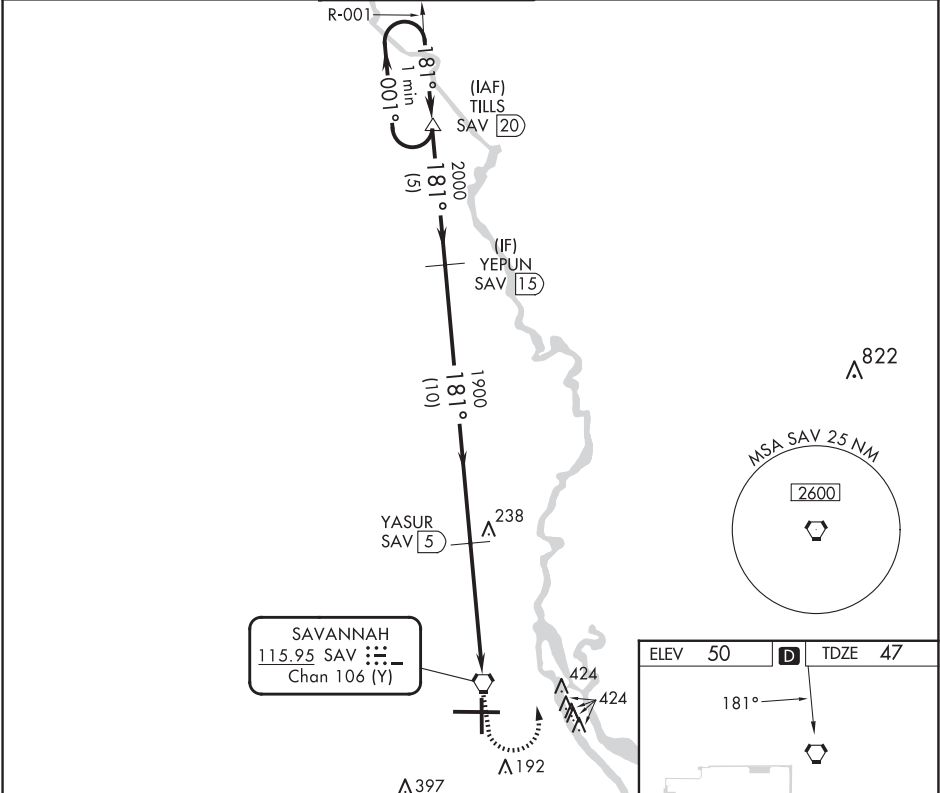 R-001
181°
1 min
001°
(IAF)
TILLS
SAV 20
2000
181°
(5)
(IF)
YEPUN
SAV 15
822
1900
181°
(10)
MSA SAV 25 NM
2600
YASUR
SAV 5
238
SAVANNAH
115.95 SAV
Chan 106 (Y)
ELEV 50 D TDZE 47
424
424
181°
192
397